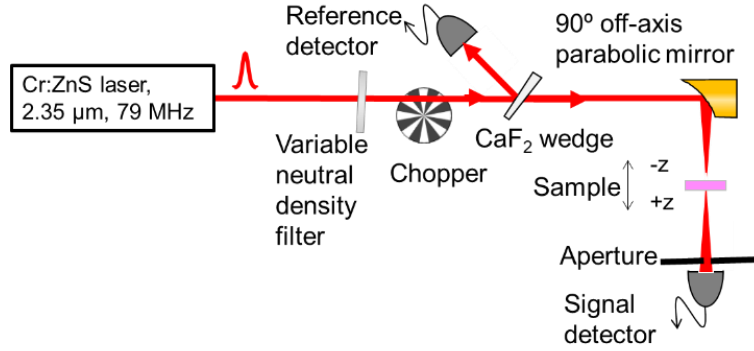 Reference
detector
90º off-axis
parabolic mirror
Cr:ZnS laser,
2.35 µm, 79 MHz
CaF₂ wedge
Variable
neutral
density
filter
Chopper
Sample
-z
+z
Aperture
Signal
detector